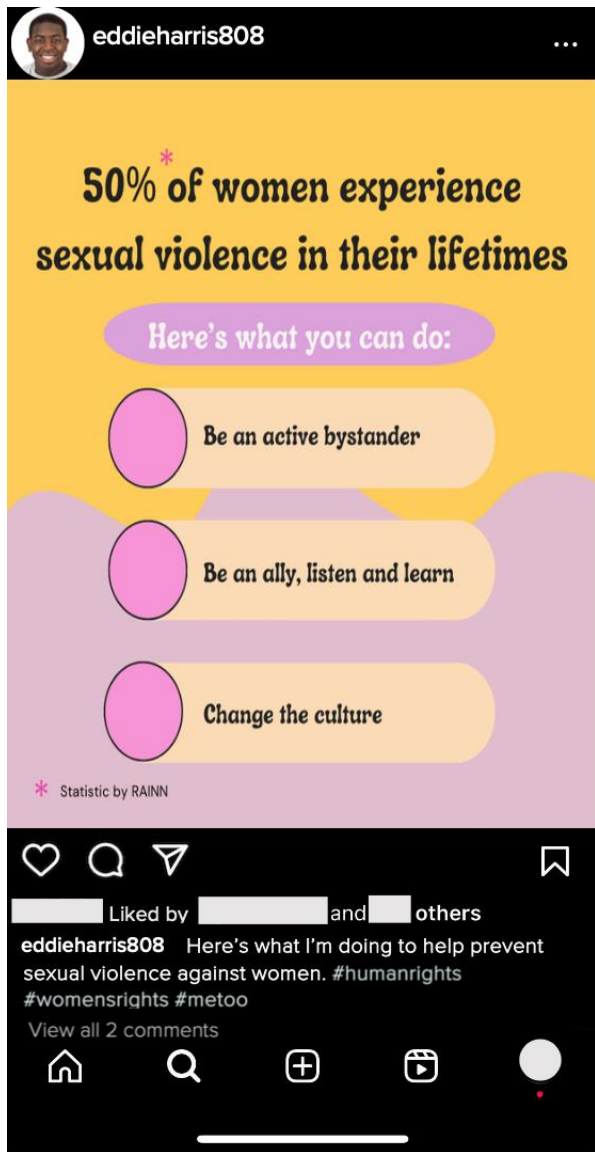 eddieharris808
50%* of women experience
sexual violence in their lifetimes
Here's what you can do:
Be an active bystander
Be an ally, listen and learn
Change the culture
* Statistic by RAINN
Liked by and others
eddieharris808 Here's what I'm doing to help prevent
sexual violence against women. #humanrights
#womensrights #metoo
View all 2 comments